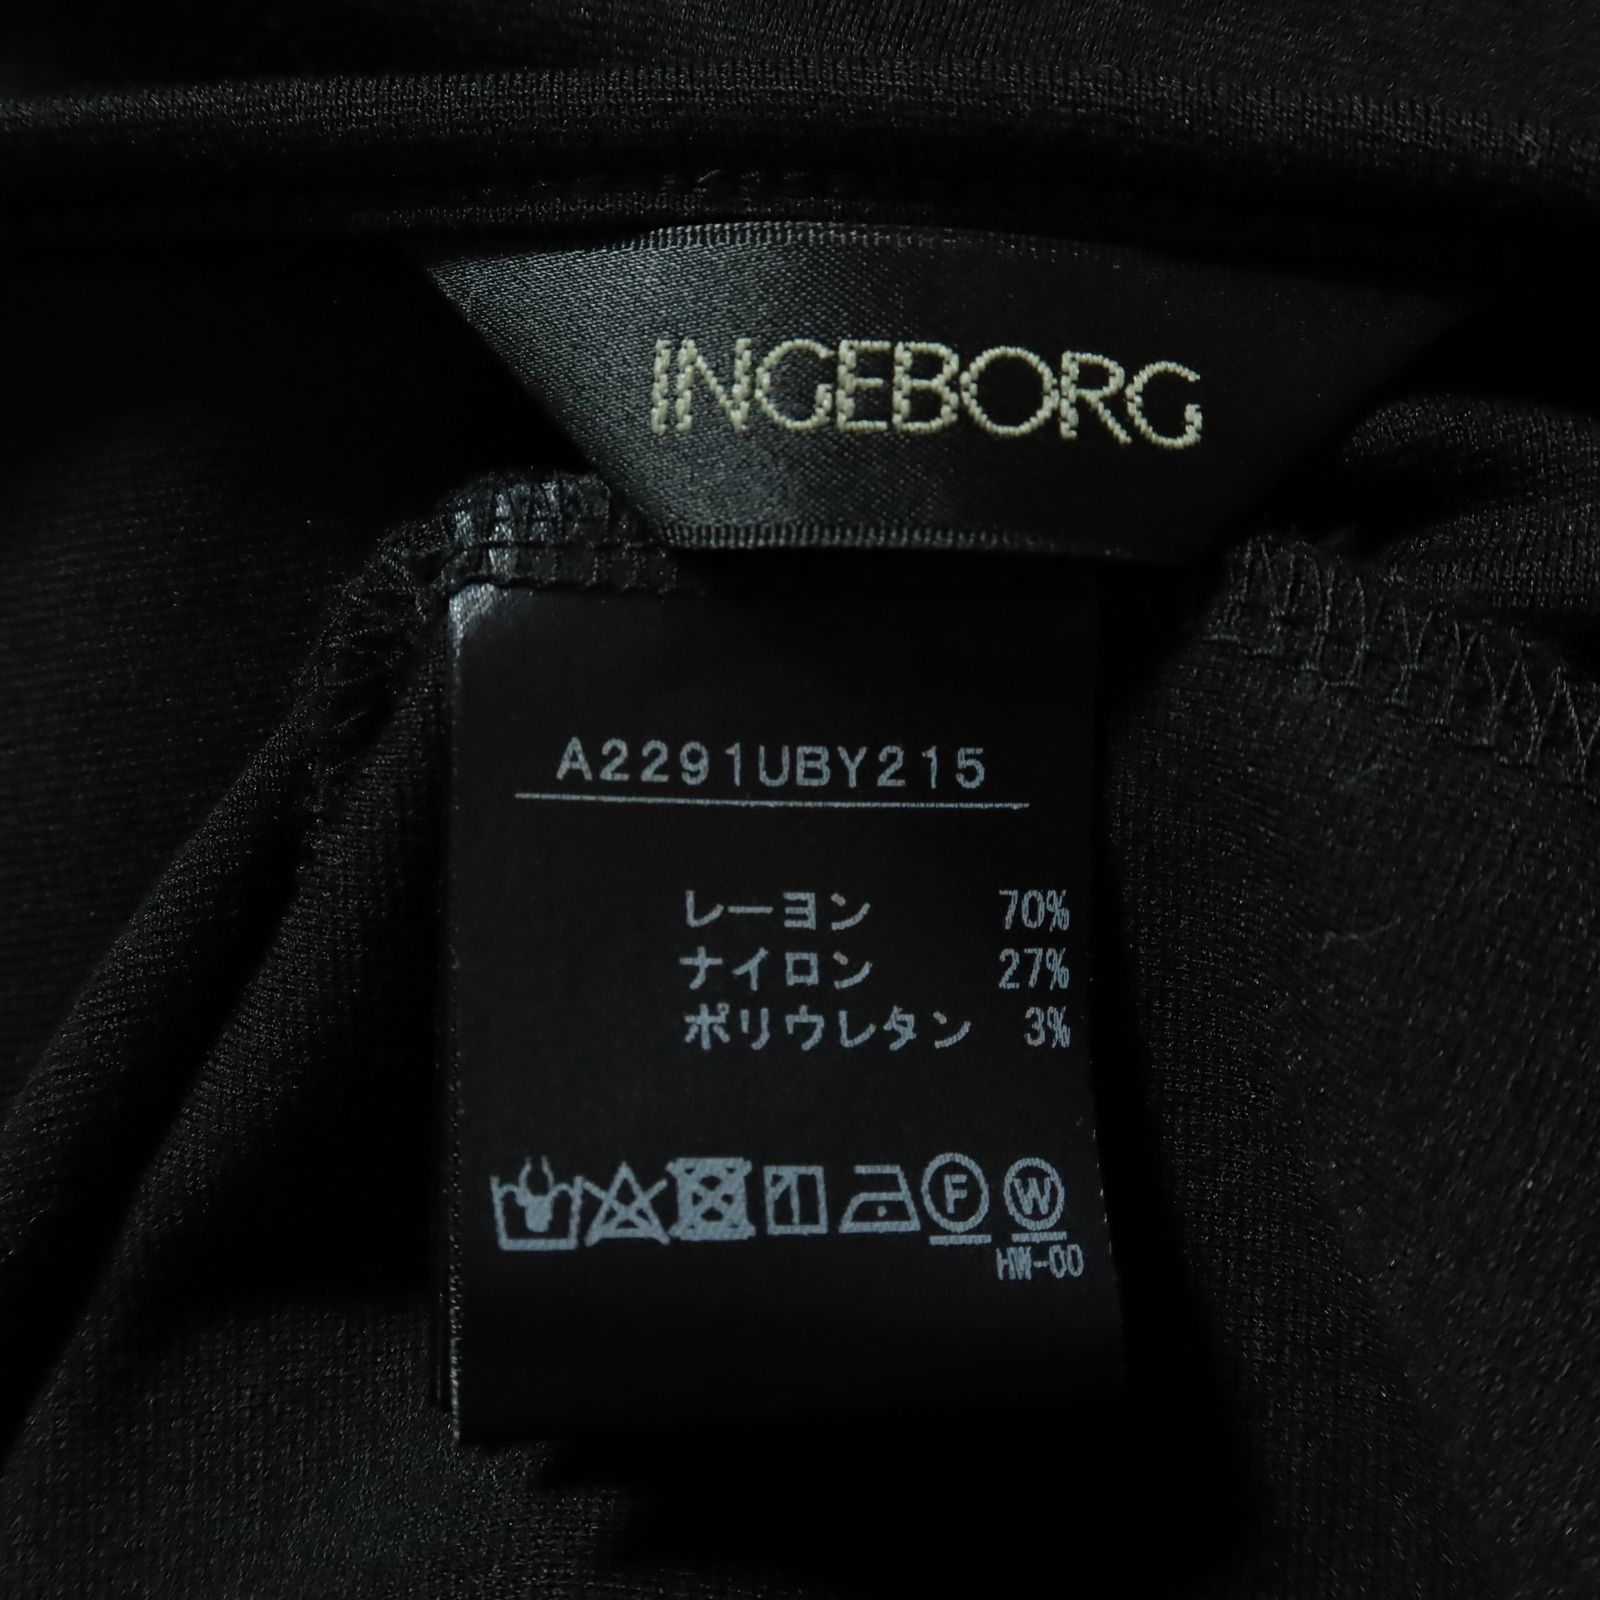 INGEBORG
A2291UBY215
レーヨン 70%
ナイロン 27%
ポリウレタン 3%
F W
HW-00